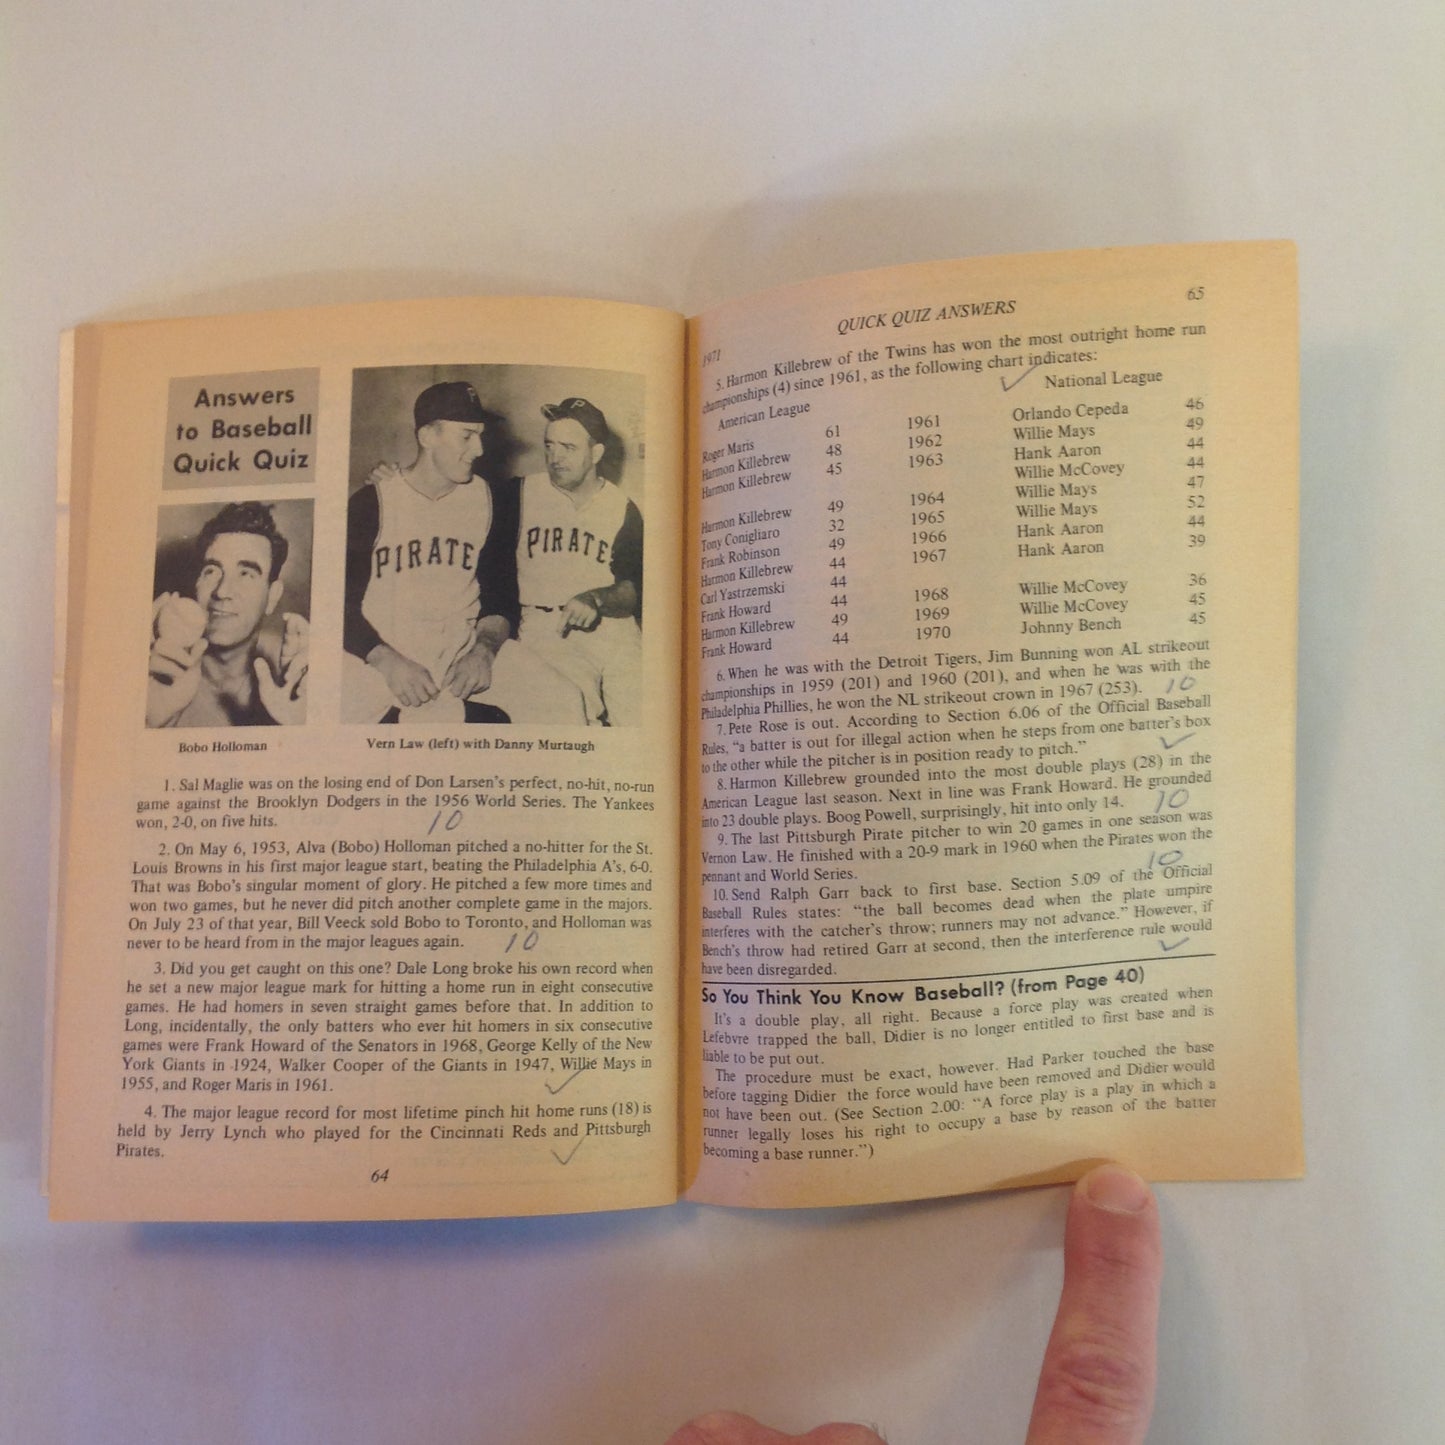 Answers
to Baseball
Quick Quiz
P
P
PIRATE
PIRATE
Bobo Holloman
Vern Law (left) with Danny Murtaugh
1. Sal Maglie was on the losing end of Don Larsen's perfect, no-hit, no-run
game against the Brooklyn Dodgers in the 1956 World Series. The Yankees
won, 2-0, on five hits.
10
2. On May 6, 1953, Alva (Bobo) Holloman pitched a no-hitter for the St.
Louis Browns in his first major league start, beating the Philadelphia A's, 6-0.
That was Bobo's singular moment of glory. He pitched a few more times and
won two games, but he never did pitch another complete game in the majors.
On July 23 of that year, Bill Veeck sold Bobo to Toronto, and Holloman was
never to be heard from in the major leagues again.
10
3. Did you get caught on this one? Dale Long broke his own record when
he set a new major league mark for hitting a home run in eight consecutive
games. He had homers in seven straight games before that. In addition to
Long, incidentally, the only batters who ever hit homers in six consecutive
games were Frank Howard of the Senators in 1968, George Kelly of the New
York Giants in 1924, Walker Cooper of the Giants in 1947, Willie Mays in
1955, and Roger Maris in 1961.
4. The major league record for most lifetime pinch hit home runs (18) is
held by Jerry Lynch who played for the Cincinnati Reds and Pittsburgh
Pirates.
64
1971
QUICK QUIZ ANSWERS
65
5. Harmon Killebrew of the Twins has won the most outright home run
championships (4) since 1961, as the following chart indicates:
American League
National League
Roger Maris 61 1961 Orlando Cepeda 46
Harmon Killebrew 48 1962 Willie Mays 49
Harmon Killebrew 45 1963 Hank Aaron 44
Willie McCovey 44
Harmon Killebrew 49 1964 Willie Mays 47
Tony Conigliaro 32 1965 Willie Mays 52
Frank Robinson 49 1966 Hank Aaron 44
Harmon Killebrew 44 1967 Hank Aaron 39
Carl Yastrzemski 44
Frank Howard 44 1968 Willie McCovey 36
Harmon Killebrew 49 1969 Willie McCovey 45
Frank Howard 44 1970 Johnny Bench 45
6. When he was with the Detroit Tigers, Jim Bunning won AL strikeout
championships in 1959 (201) and 1960 (201), and when he was with the
Philadelphia Phillies, he won the NL strikeout crown in 1967 (253).
10
7. Pete Rose is out. According to Section 6.06 of the Official Baseball
Rules, "a batter is out for illegal action when he steps from one batter's box
to the other while the pitcher is in position ready to pitch."
8. Harmon Killebrew grounded into the most double plays (28) in the
American League last season. Next in line was Frank Howard. He grounded
into 23 double plays. Boog Powell, surprisingly, hit into only 14.
10
9. The last Pittsburgh Pirate pitcher to win 20 games in one season was
Vernon Law. He finished with a 20-9 mark in 1960 when the Pirates won the
pennant and World Series.
10
10. Send Ralph Garr back to first base. Section 5.09 of the Official
Baseball Rules states: "the ball becomes dead when the plate umpire
interferes with the catcher's throw; runners may not advance." However, if
Bench's throw had retired Garr at second, then the interference rule would
have been disregarded.
So You Think You Know Baseball? (from Page 40)
It's a double play, all right. Because a force play was created when
Lefebvre trapped the ball, Didier is no longer entitled to first base and is
liable to be put out.
The procedure must be exact, however. Had Parker touched the base
before tagging Didier the force would have been removed and Didier would
not have been out. (See Section 2.00: "A force play is a play in which a
runner legally loses his right to occupy a base by reason of the batter
becoming a base runner.")